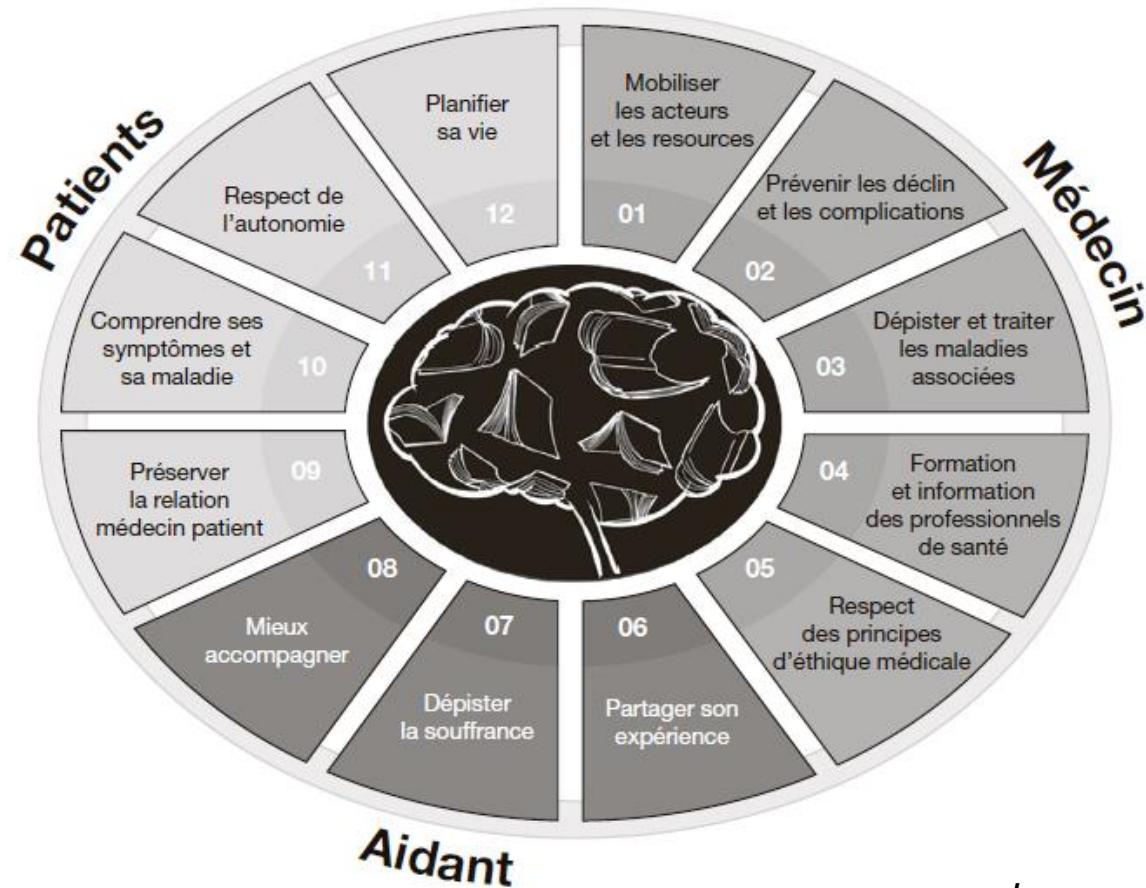 Patients
Médecin
Aidant
Mobiliser
les acteurs
et les resources
01
Prévenir les déclin
et les complications
02
Dépister et traiter
les maladies
associées
03
Formation
et information
des professionnels
de santé
04
Respect
des principes
d'éthique médicale
05
Partager son
expérience
06
Dépister
la souffrance
07
Mieux
accompagner
08
Préserver
la relation
médecin patient
09
Comprendre ses
symptômes et
sa maladie
10
Respect de
l'autonomie
11
Planifier
sa vie
12